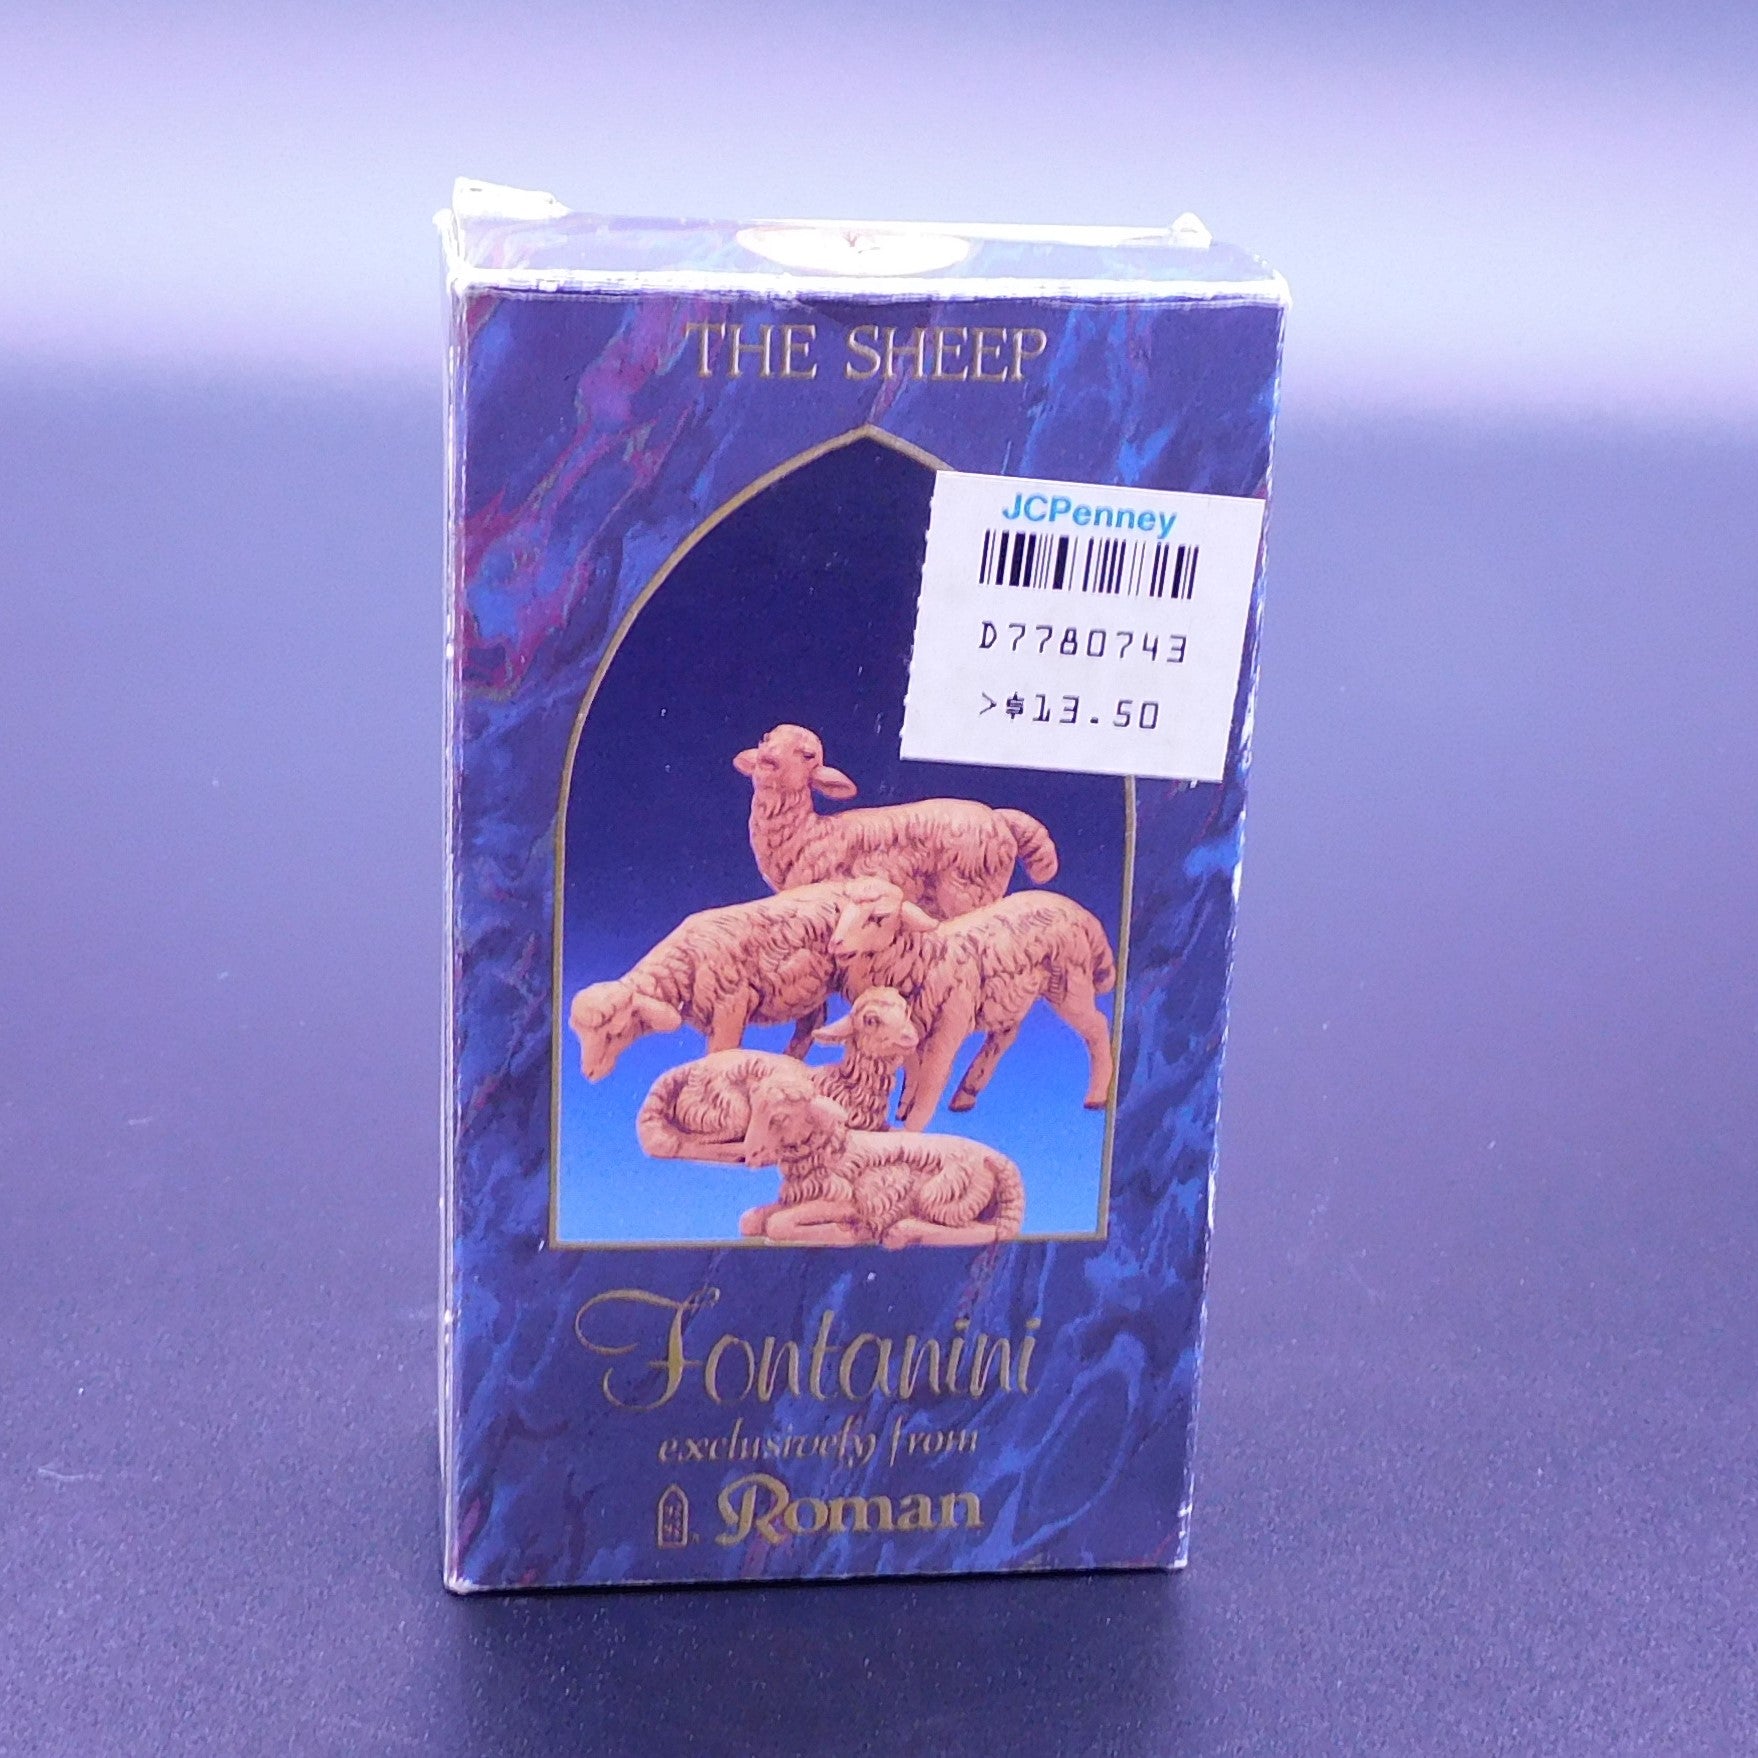 THE SHEEP
JCPenney
D7780743
>$13.50
Fontanini
exclusively from
Roman